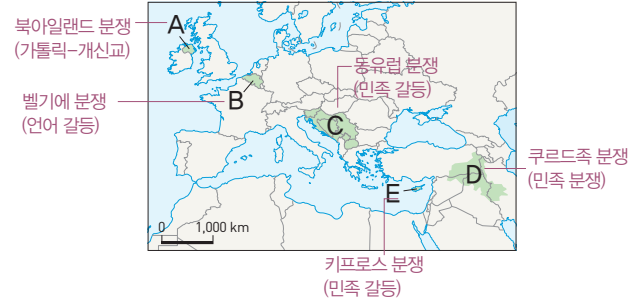 북아일랜드 분쟁
(가톨릭-개신교)
A
벨기에 분쟁
(언어 갈등)
B
동유럽 분쟁
(민족 갈등)
C
쿠르드족 분쟁
(민족 분쟁)
D
E
키프로스 분쟁
(민족 갈등)
0 1,000 km